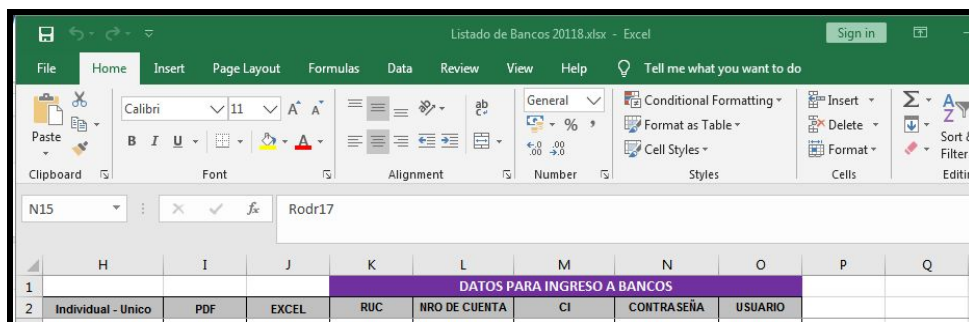 Listado de Bancos 20118.xlsx - Excel
Sign in
File Home Insert Page Layout Formulas Data Review View Help Tell me what you want to do
Paste
Calibri 11
B I U
General
Conditional Formatting
Format as Table
Cell Styles
Insert
Delete
Format
Sort &
Filter
Clipboard Font Alignment Number Styles Cells Editi
N15 fx Rodr17
H I J K L M N O P Q
1 DATOS PARA INGRESO A BANCOS
2 Individual - Unico PDF EXCEL RUC NRO DE CUENTA CI CONTRASEÑA USUARIO